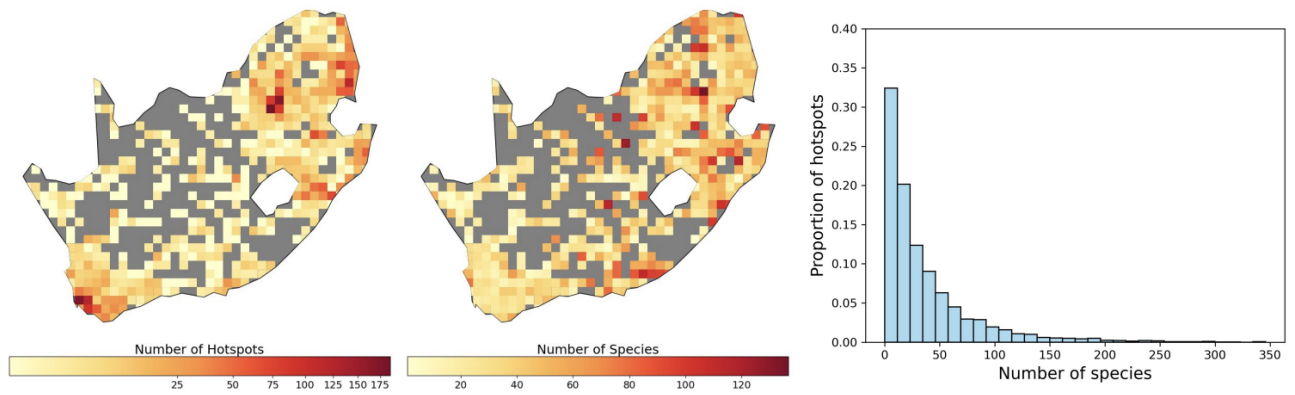 Number of Hotspots
25 50 75 100 125 150 175
Number of Species
20 40 60 80 100 120
Proportion of hotspots
0.40
0.35
0.30
0.25
0.20
0.15
0.10
0.05
0.00
0 50 100 150 200 250 300 350
Number of species